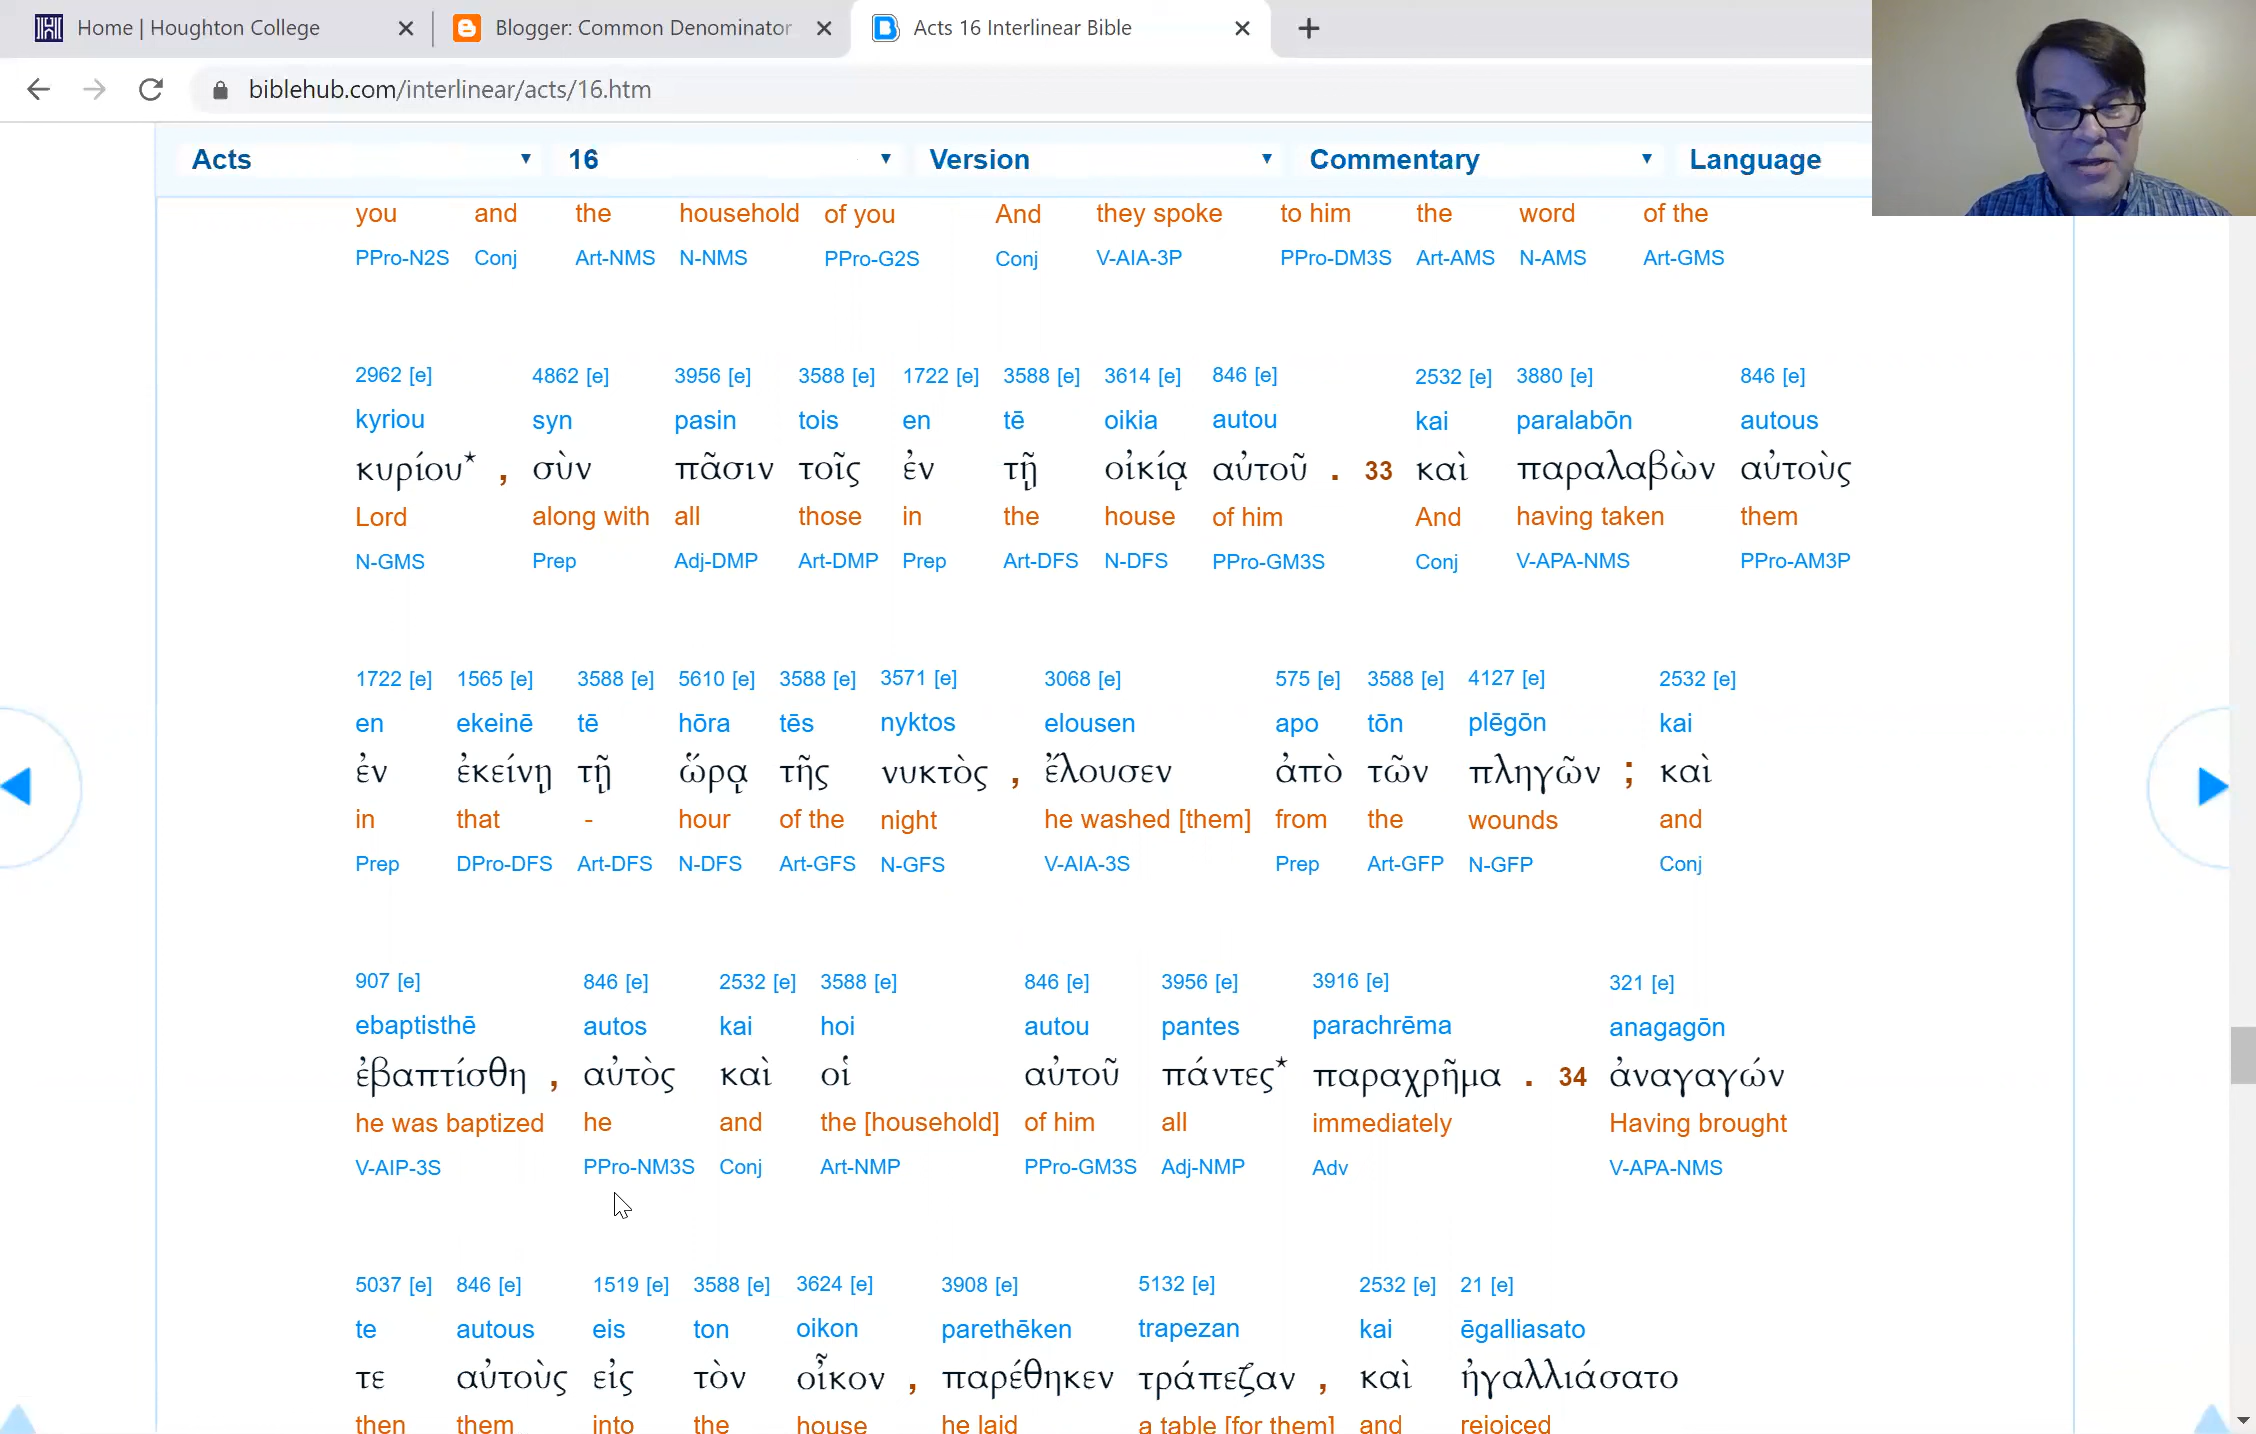 Home | Houghton College
Blogger: Common Denominator
Acts 16 Interlinear Bible
biblehub.com/interlinear/acts/16.htm
Acts 16 Version Commentary Language
you and the household of you And they spoke to him the word of the
PPro-N2S Conj Art-NMS N-NMS PPro-G2S Conj V-AIA-3P PPro-DM3S Art-AMS N-AMS Art-GMS
2962 [e] 4862 [e] 3956 [e] 3588 [e] 1722 [e] 3588 [e] 3614 [e] 846 [e] 2532 [e] 3880 [e] 846 [e]
kyriou syn pasin tois en tē oikia autou kai paralabōn autous
κυρίου* , σὺν πᾶσιν τοῖς ἐν τῇ οἰκίᾳ αὐτοῦ . 33 καὶ παραλαβὼν αὐτοὺς
Lord along with all those in the house of him And having taken them
N-GMS Prep Adj-DMP Art-DMP Prep Art-DFS N-DFS PPro-GM3S Conj V-APA-NMS PPro-AM3P
1722 [e] 1565 [e] 3588 [e] 5610 [e] 3588 [e] 3571 [e] 3068 [e] 575 [e] 3588 [e] 4127 [e] 2532 [e]
en ekeinē tē hōra tēs nyktos elousen apo tōn plēgōn kai
ἐν ἐκείνῃ τῇ ὥρᾳ τῆς νυκτὸς , ἔλουσεν ἀπὸ τῶν πληγῶν ; καὶ
in that - hour of the night he washed [them] from the wounds and
Prep DPro-DFS Art-DFS N-DFS Art-GFS N-GFS V-AIA-3S Prep Art-GFP N-GFP Conj
907 [e] 846 [e] 2532 [e] 3588 [e] 846 [e] 3956 [e] 3916 [e] 321 [e]
ebaptisthē autos kai hoi autou pantes parachrēma anagagōn
ἐβαπτίσθη , αὐτὸς καὶ οἱ αὐτοῦ πάντες* παραχρῆμα . 34 ἀναγαγών
he was baptized he and the [household] of him all immediately Having brought
V-AIP-3S PPro-NM3S Conj Art-NMP PPro-GM3S Adj-NMP Adv V-APA-NMS
5037 [e] 846 [e] 1519 [e] 3588 [e] 3624 [e] 3908 [e] 5132 [e] 2532 [e] 21 [e]
te autous eis ton oikon parethēken trapezan kai ēgalliasato
τε αὐτοὺς εἰς τὸν οἶκον , παρέθηκεν τράπεζαν , καὶ ἠγαλλιάσατο
then them into the house he laid a table [for them] and rejoiced